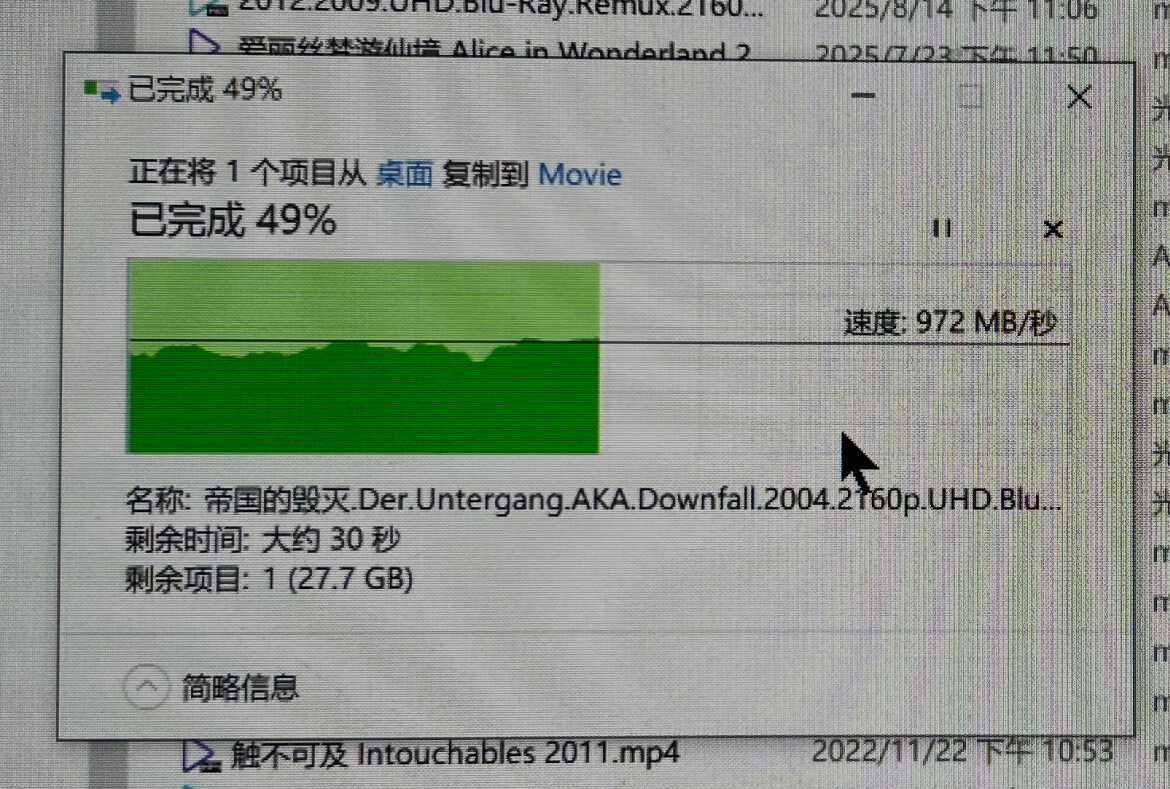 2012.2009.UHD.Blu-Ray.Remux.2160... 2025/8/14 下午 11:06
爱丽丝梦游仙境 Alice in Wonderland 2... 2025/7/23 下午 11:50
已完成 49%
正在将 1 个项目从 桌面 复制到 Movie
已完成 49%
速度: 972 MB/秒
名称: 帝国的毁灭.Der.Untergang.AKA.Downfall.2004.2160p.UHD.Blu...
剩余时间: 大约 30 秒
剩余项目: 1 (27.7 GB)
简略信息
触不可及 Intouchables 2011.mp4 2022/11/22 下午 10:53